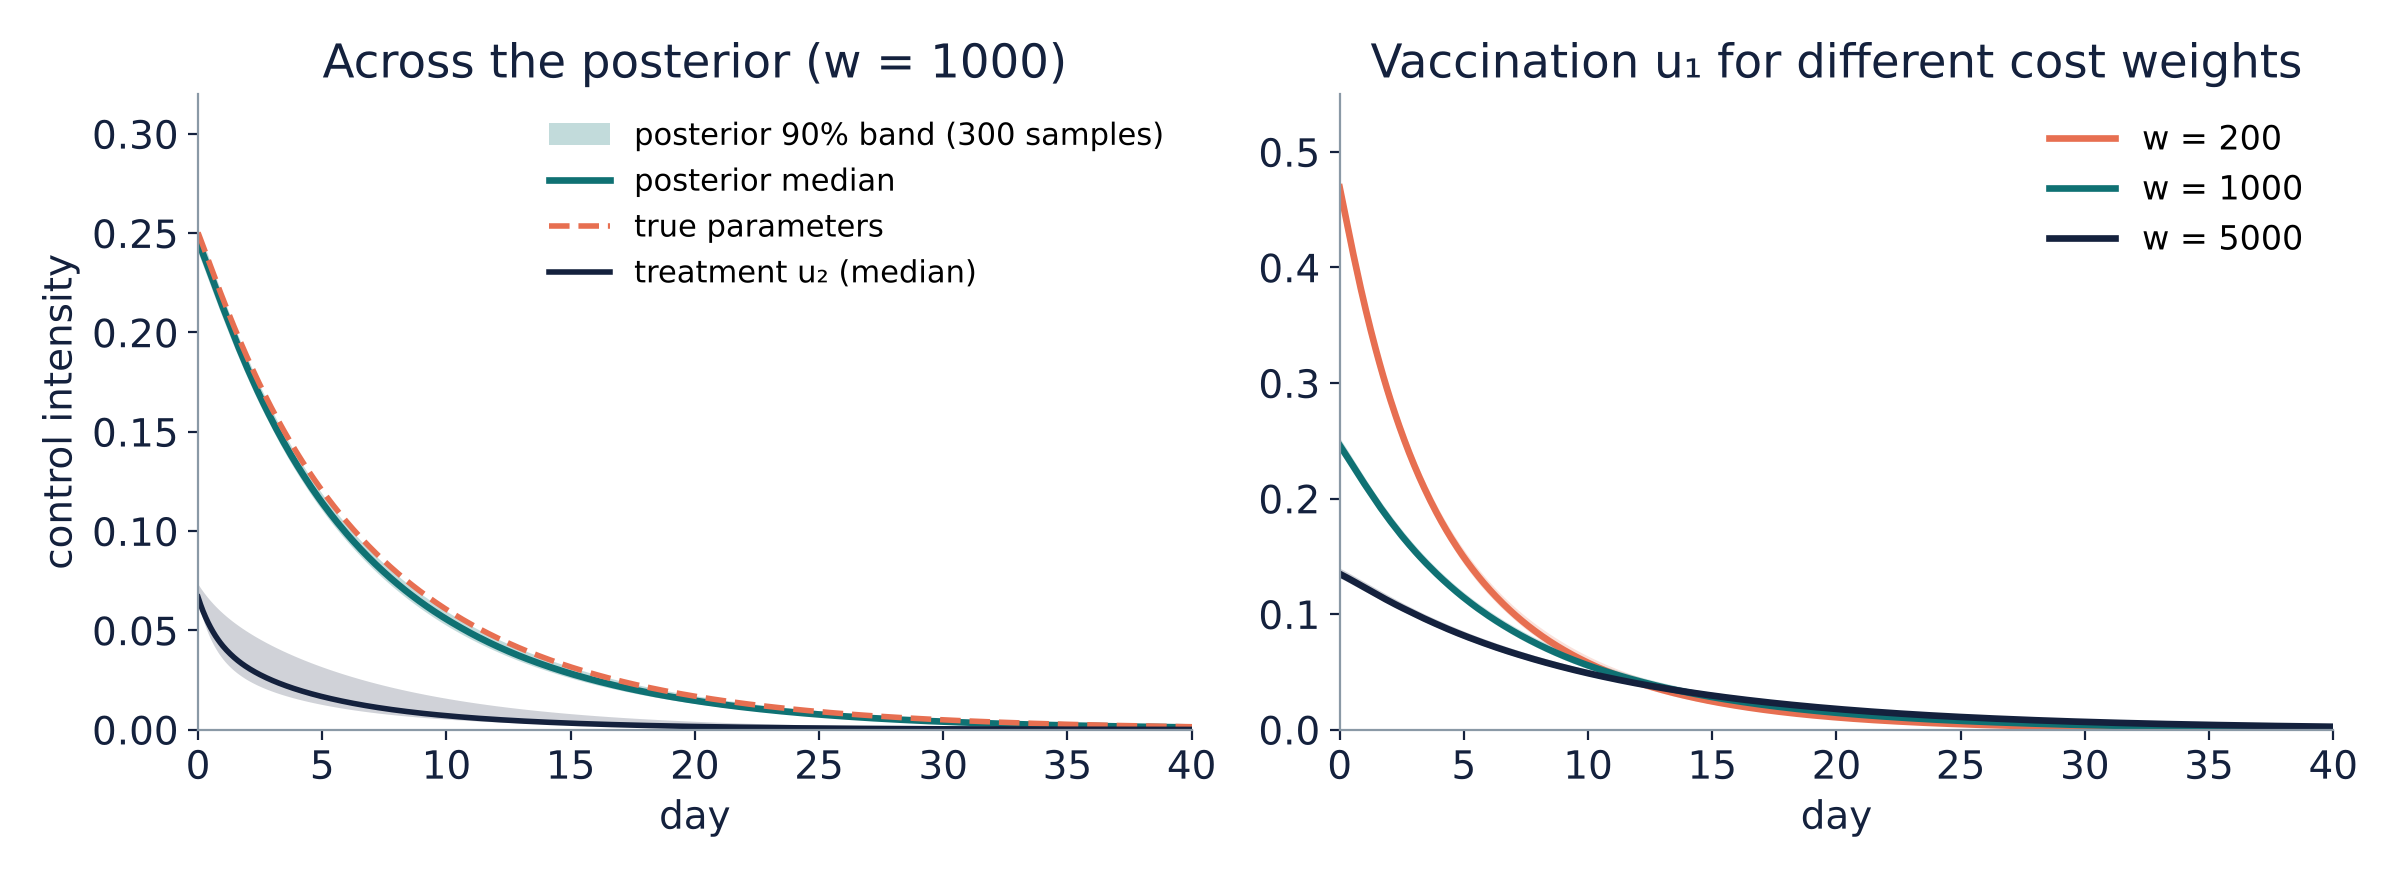 Across the posterior (w = 1000)
control intensity
0.30
0.25
0.20
0.15
0.10
0.05
0.00
posterior 90% band (300 samples)
posterior median
true parameters
treatment u₂ (median)
0 5 10 15 20 25 30 35 40
day
Vaccination u₁ for different cost weights
0.5
0.4
0.3
0.2
0.1
0.0
w = 200
w = 1000
w = 5000
0 5 10 15 20 25 30 35 40
day